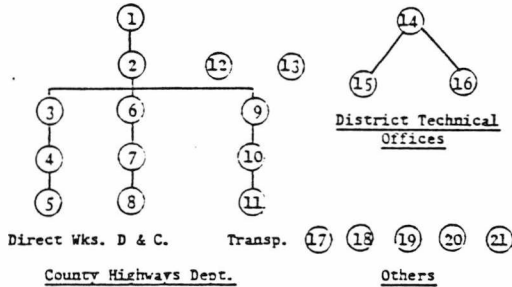 1
14
2 12 13
15 16
3 6 9
District Technical
Offices
4 7 10
5 8 11
Direct Wks. D & C. Transp. 17 18 19 20 21
County Highways Dept. Others